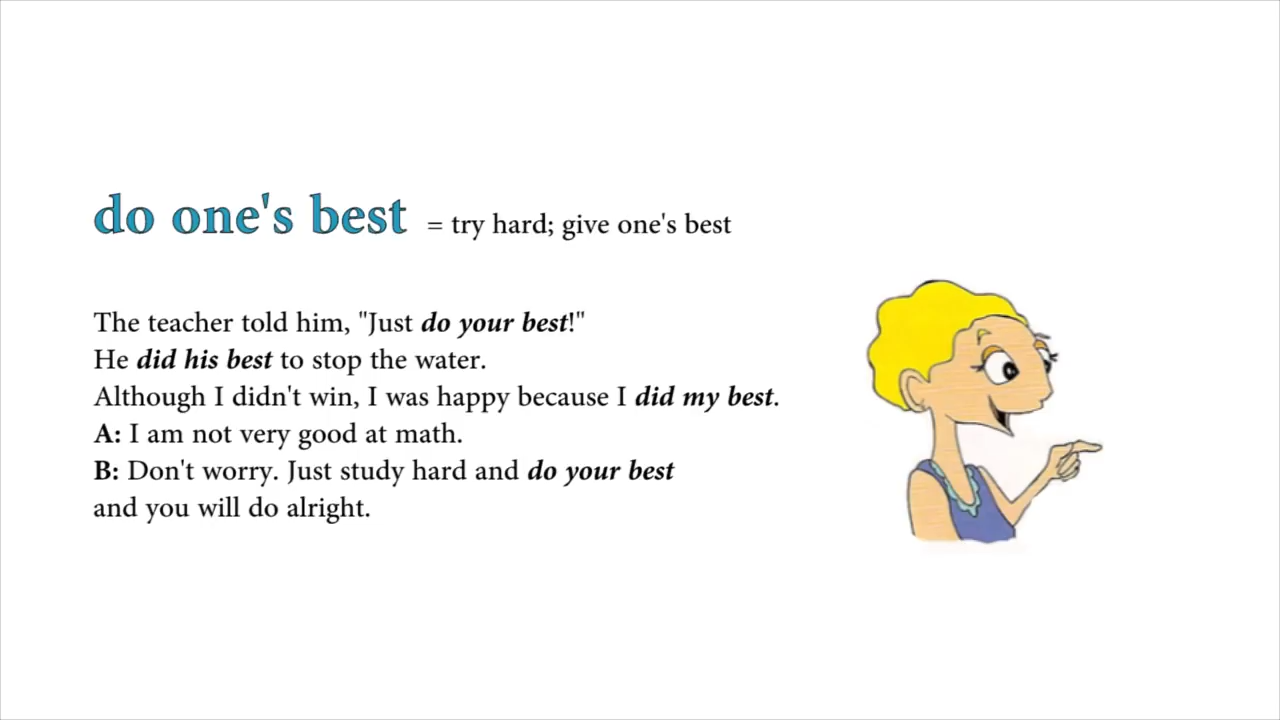 do one's best = try hard; give one's best
The teacher told him, "Just do your best!"
He did his best to stop the water.
Although I didn't win, I was happy because I did my best.
A: I am not very good at math.
B: Don't worry. Just study hard and do your best
and you will do alright.